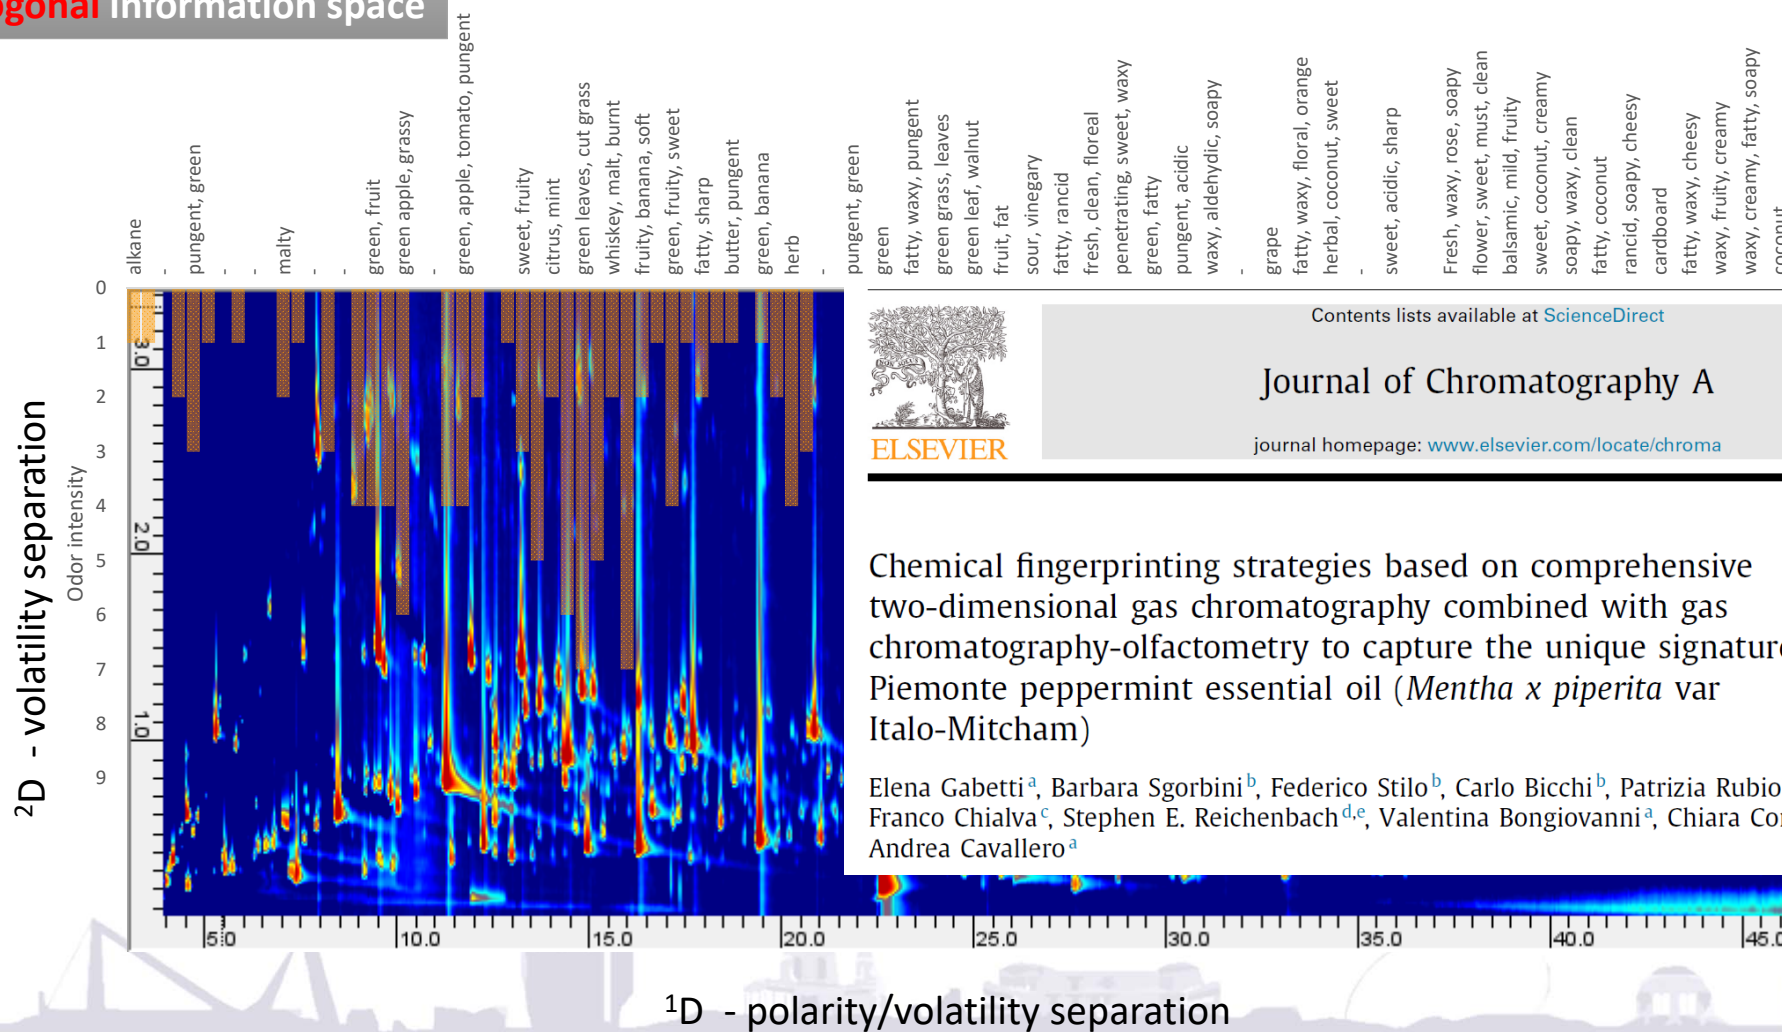 information space
alkane
-
pungent, green
-
-
malty
-
-
green, fruit
green apple, grassy
-
green, apple, tomato, pungent
sweet, fruity
citrus, mint
green leaves, cut grass
whiskey, malt, burnt
fruity, banana, soft
green, fruity, sweet
fatty, sharp
butter, pungent
green, banana
herb
-
pungent, green
green
fatty, waxy, pungent
green grass, leaves
green leaf, walnut
fruit, fat
sour, vinegary
fatty, rancid
fresh, clean, floreal
penetrating, sweet, waxy
green, fatty
pungent, acidic
waxy, aldehydic, soapy
-
grape
fatty, waxy, floral, orange
herbal, coconut, sweet
-
sweet, acidic, sharp
Fresh, waxy, rose, soapy
flower, sweet, must, clean
balsamic, mild, fruity
sweet, coconut, creamy
soapy, waxy, clean
fatty, coconut
rancid, soapy, cheesy
cardboard
fatty, waxy, cheesy
waxy, fruity, creamy
waxy, creamy, fatty, soapy
coconut
²D - volatility separation
Odor intensity
0
1
2
3
4
5
6
7
8
9
3.0
2.0
1.0
ELSEVIER
Contents lists available at ScienceDirect
Journal of Chromatography A
journal homepage: www.elsevier.com/locate/chroma
Chemical fingerprinting strategies based on comprehensive
two-dimensional gas chromatography combined with gas
chromatography-olfactometry to capture the unique signature
Piemonte peppermint essential oil (Mentha x piperita var
Italo-Mitcham)
Elena Gabetti a, Barbara Sgorbini b, Federico Stilo b, Carlo Bicchi b, Patrizia Rubio
Franco Chialva c, Stephen E. Reichenbach d,e, Valentina Bongiovanni a, Chiara
Andrea Cavallero a
5.0 10.0 15.0 20.0 25.0 30.0 35.0 40.0 45.0
¹D - polarity/volatility separation